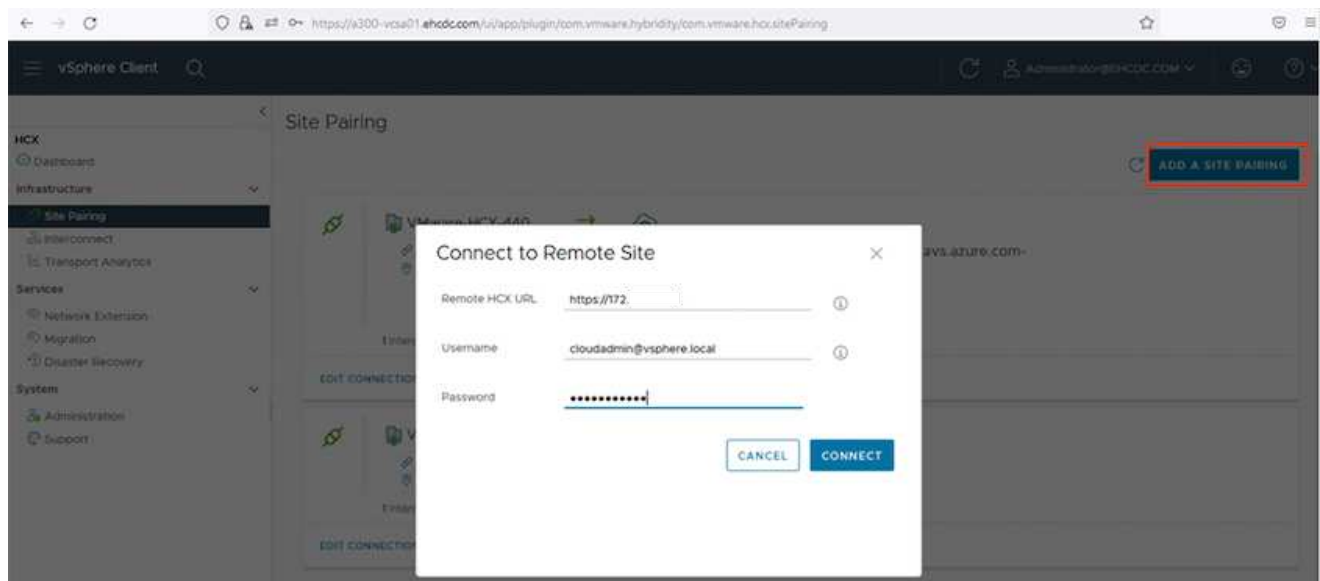 https://a300-vcsa01.ehcdc.com/ui/app/plugin/com.vmware.hybridity/com.vmware.hcx.sitePairing
vSphere Client
Administrator@EHCDC.COM
Site Pairing
ADD A SITE PAIRING
HCX
Dashboard
Infrastructure
Site Pairing
Interconnect
Transport Analytics
Services
Network Extension
Migration
Disaster Recovery
System
Administration
Support
VMware-HCX-440
avs.azure.com-
EDIT CONNECTION
EDIT CONNECTION
Connect to Remote Site
Remote HCX URL
https://172.
Username
cloudadmin@vsphere.local
Password
•••••••••••
CANCEL
CONNECT